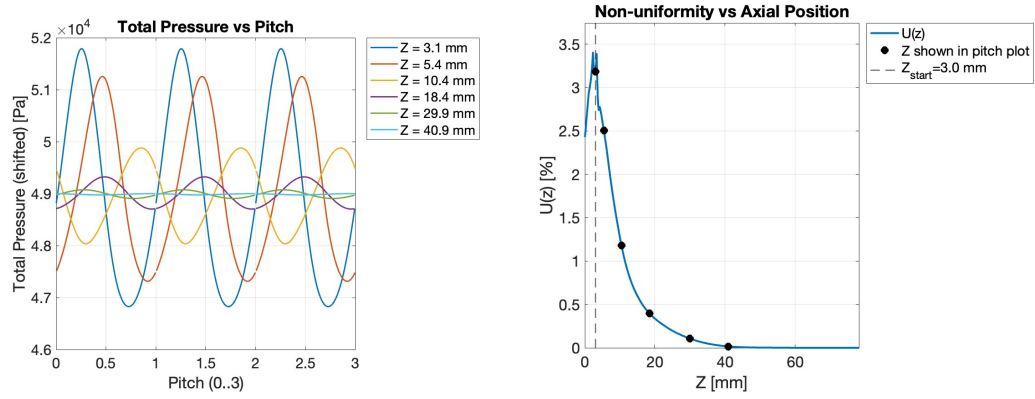 Total Pressure vs Pitch
×10⁴
5.2
5.1
5
4.9
4.8
4.7
4.6
0
0.5
1
1.5
2
2.5
3
Total Pressure (shifted) [Pa]
Pitch (0..3)
Z = 3.1 mm
Z = 5.4 mm
Z = 10.4 mm
Z = 18.4 mm
Z = 29.9 mm
Z = 40.9 mm
Non-uniformity vs Axial Position
3.5
3
2.5
2
1.5
1
0.5
0
0
20
40
60
U(z) [%]
Z [mm]
U(z)
Z shown in pitch plot
Z_start=3.0 mm